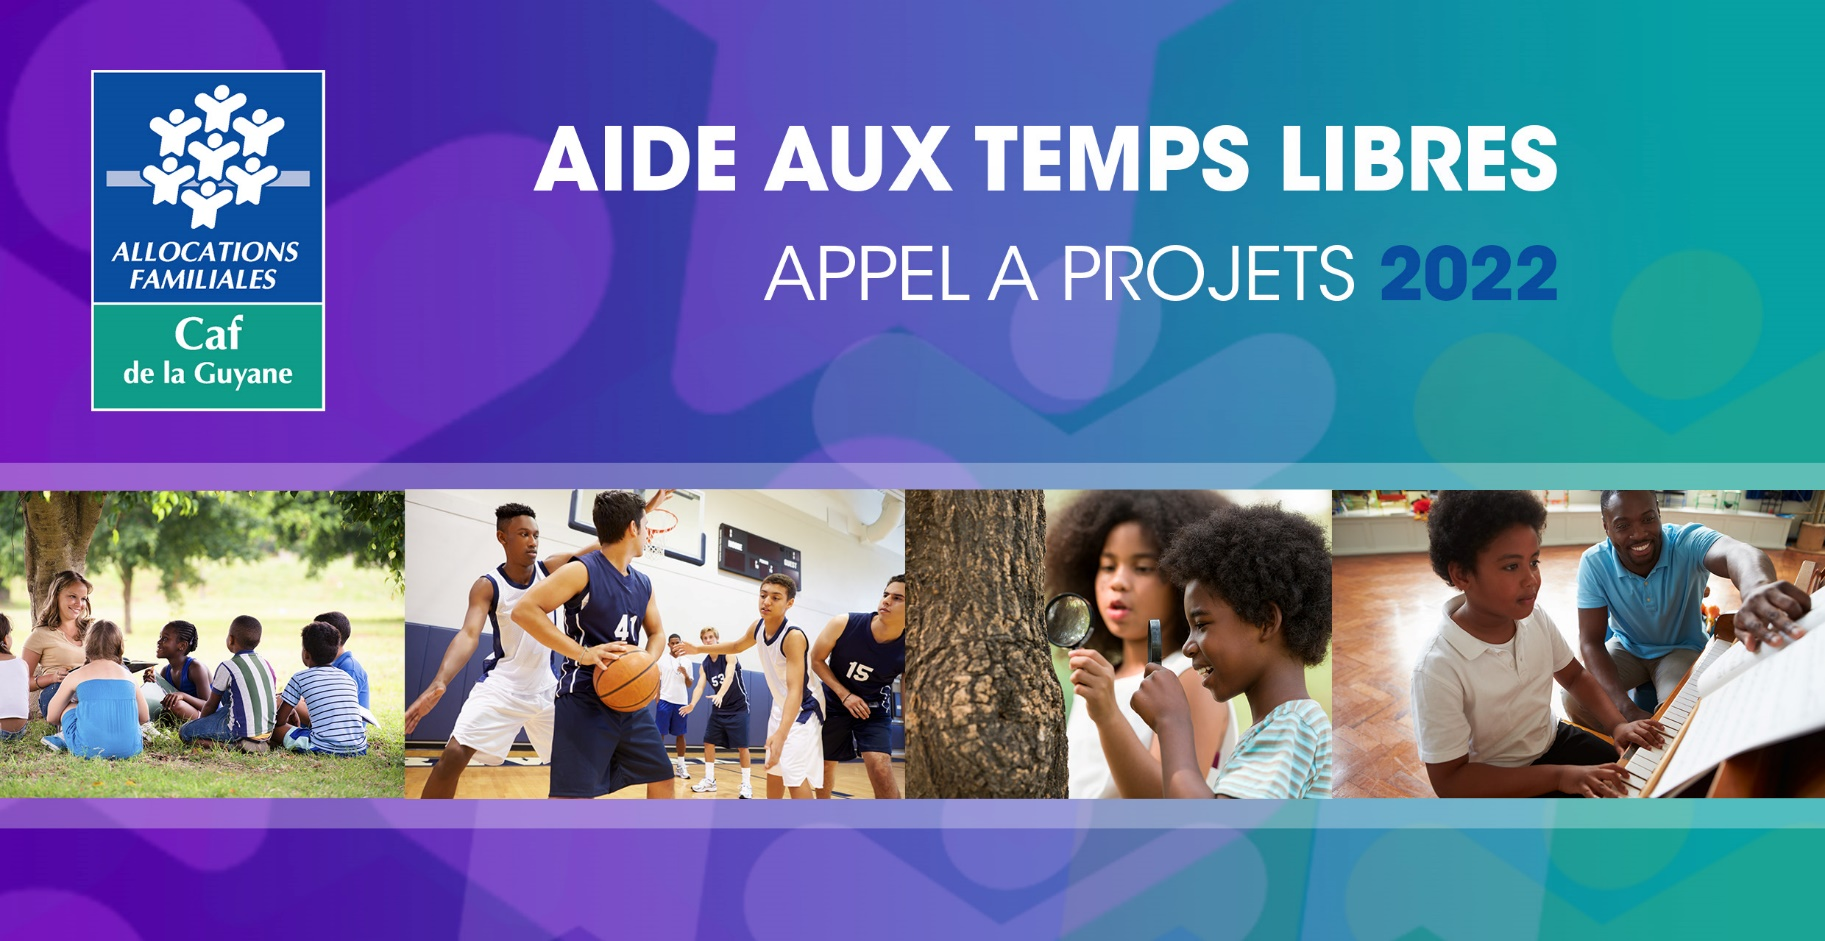 ALLOCATIONS
FAMILIALES
Caf
de la Guyane
AIDE AUX TEMPS LIBRES
APPEL A PROJETS 2022
41
53
15